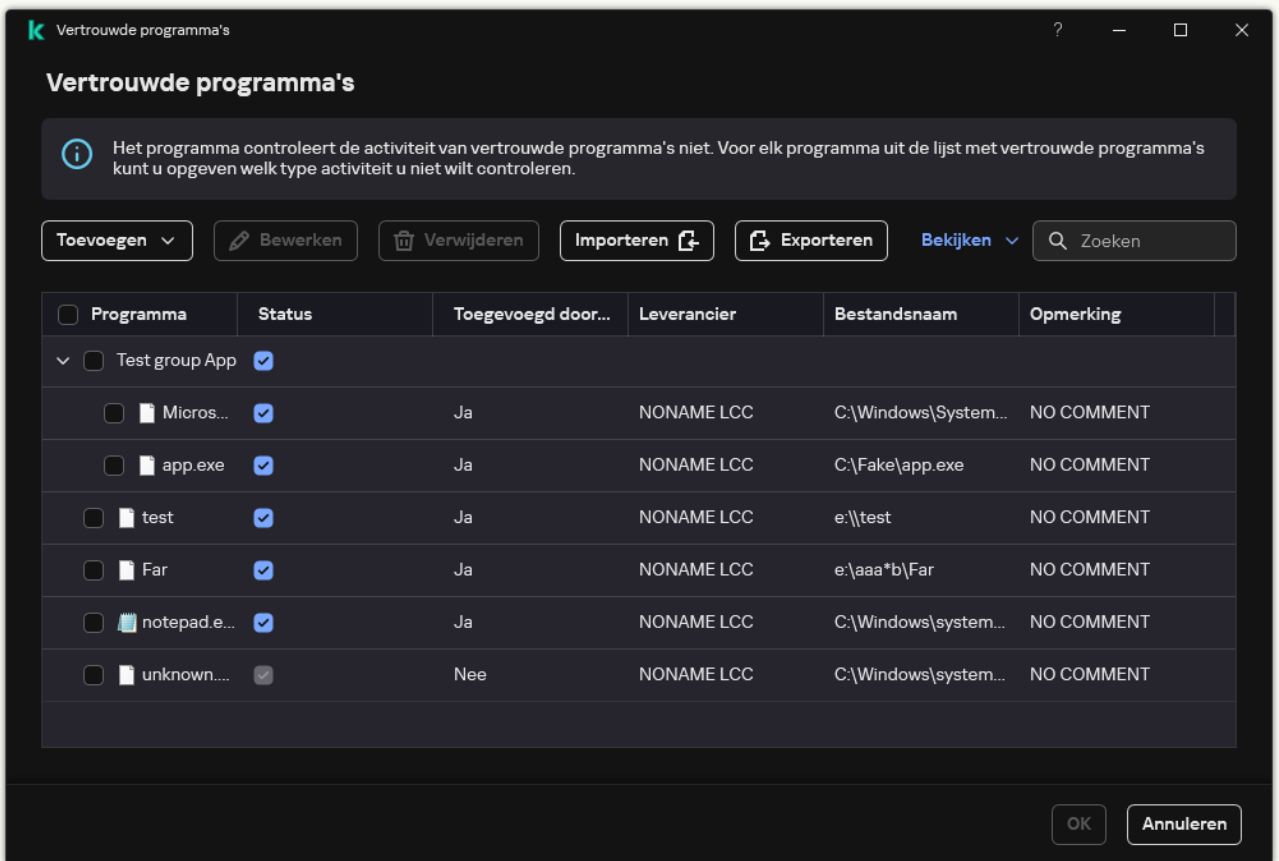 Vertrouwde programma's
?
Vertrouwde programma's
Het programma controleert de activiteit van vertrouwde programma's niet. Voor elk programma uit de lijst met vertrouwde programma's
kunt u opgeven welk type activiteit u niet wilt controleren.
Toevoegen Bewerken Verwijderen Importeren Exporteren Bekijken Zoeken
Programma Status Toegevoegd door... Leverancier Bestandsnaam Opmerking
Test group App
Micros... Ja NONAME LCC C:\Windows\System... NO COMMENT
app.exe Ja NONAME LCC C:\Fake\app.exe NO COMMENT
test Ja NONAME LCC e:\\test NO COMMENT
Far Ja NONAME LCC e:\aaa*b\Far NO COMMENT
notepad.e... Ja NONAME LCC C:\Windows\system... NO COMMENT
unknown.... Nee NONAME LCC C:\Windows\system... NO COMMENT
OK Annuleren